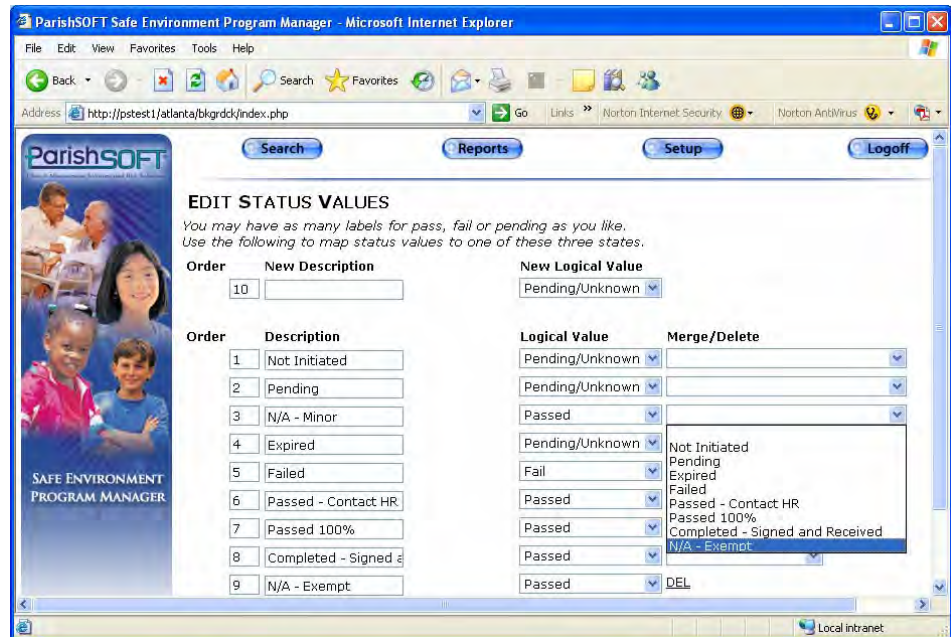 ParishSOFT Safe Environment Program Manager - Microsoft Internet Explorer
File Edit View Favorites Tools Help
Back Search Favorites
Address http://pstest1/atlanta/bkgrdck/index.php Go Links » Norton Internet Security Norton AntiVirus
ParishSOFT
Search Reports Setup Logoff
EDIT STATUS VALUES
You may have as many labels for pass, fail or pending as you like.
Use the following to map status values to one of these three states.
Order New Description New Logical Value
10 Pending/Unknown
Order Description Logical Value Merge/Delete
1 Not Initiated Pending/Unknown
2 Pending Pending/Unknown
3 N/A - Minor Passed
4 Expired Pending/Unknown
5 Failed Fail
6 Passed - Contact HR Passed
7 Passed 100% Passed
8 Completed - Signed a Passed
9 N/A - Exempt Passed DEL
Not Initiated
Pending
Expired
Failed
Passed - Contact HR
Passed 100%
Completed - Signed and Received
N/A - Exempt
SAFE ENVIRONMENT
PROGRAM MANAGER
Local intranet